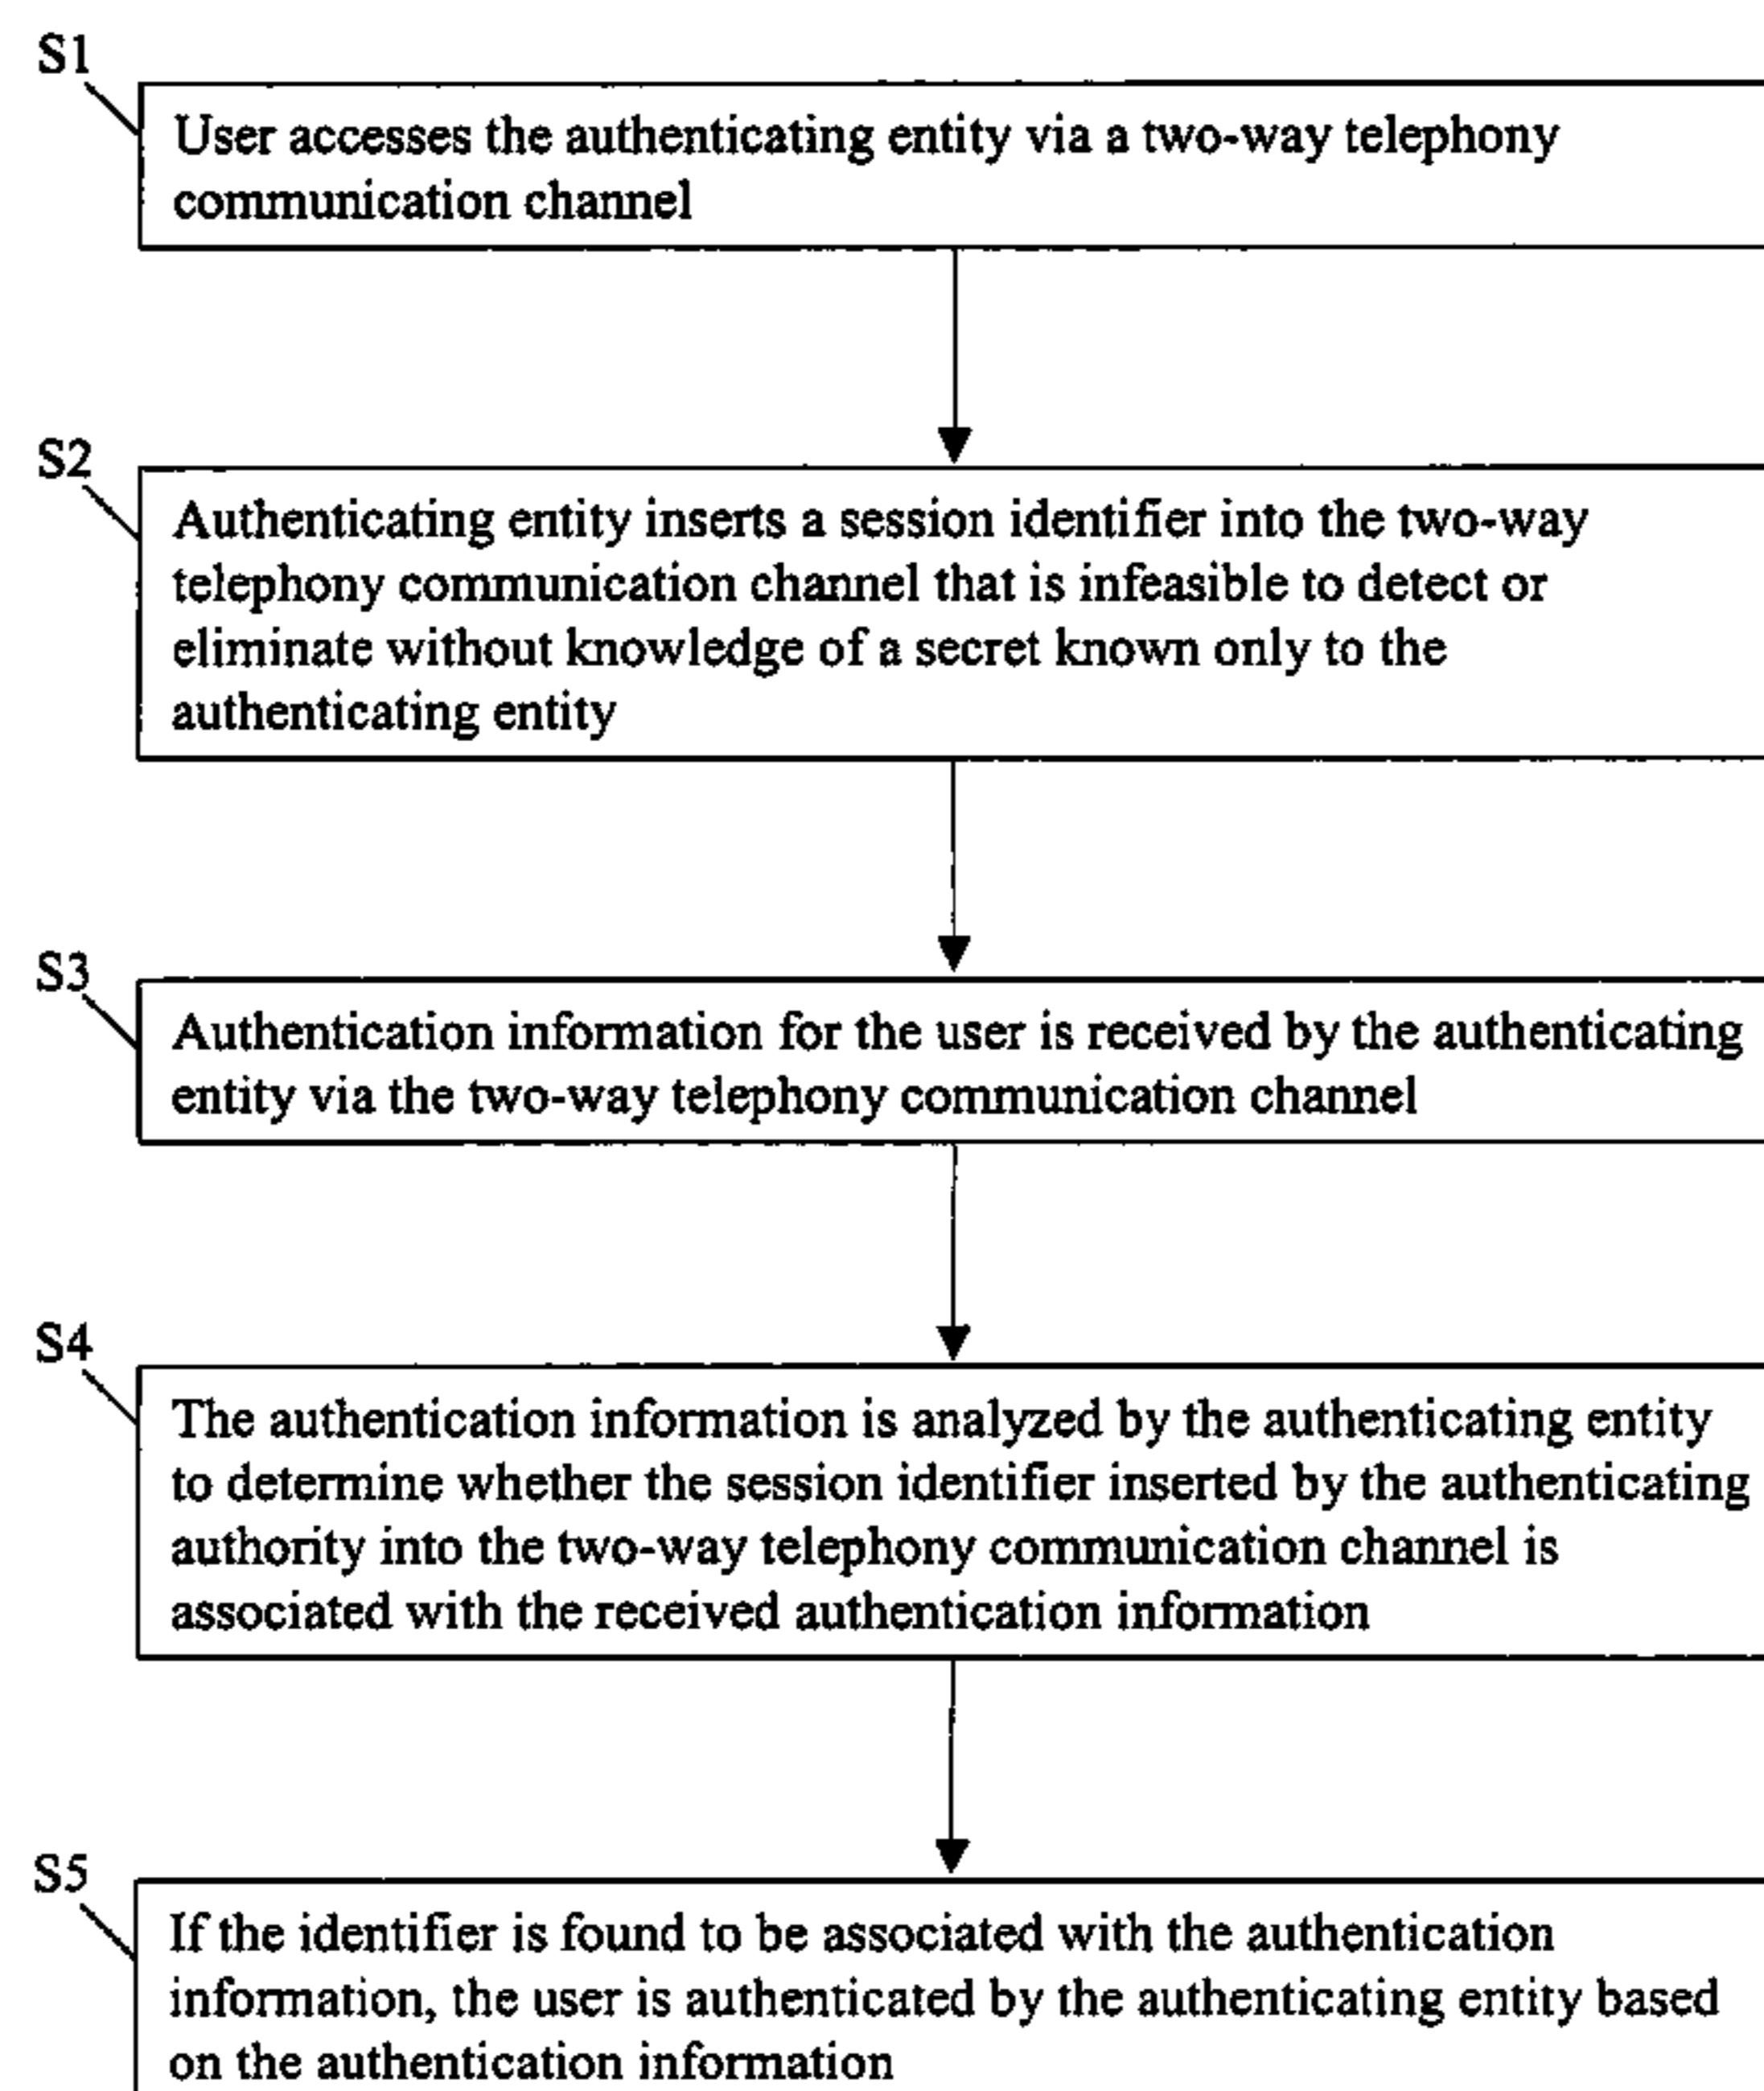 S1
User accesses the authenticating entity via a two-way telephony
communication channel
S2
Authenticating entity inserts a session identifier into the two-way
telephony communication channel that is infeasible to detect or
eliminate without knowledge of a secret known only to the
authenticating entity
S3
Authentication information for the user is received by the authenticating
entity via the two-way telephony communication channel
S4
The authentication information is analyzed by the authenticating entity
to determine whether the session identifier inserted by the authenticating
authority into the two-way telephony communication channel is
associated with the received authentication information
S5
If the identifier is found to be associated with the authentication
information, the user is authenticated by the authenticating entity based
on the authentication information